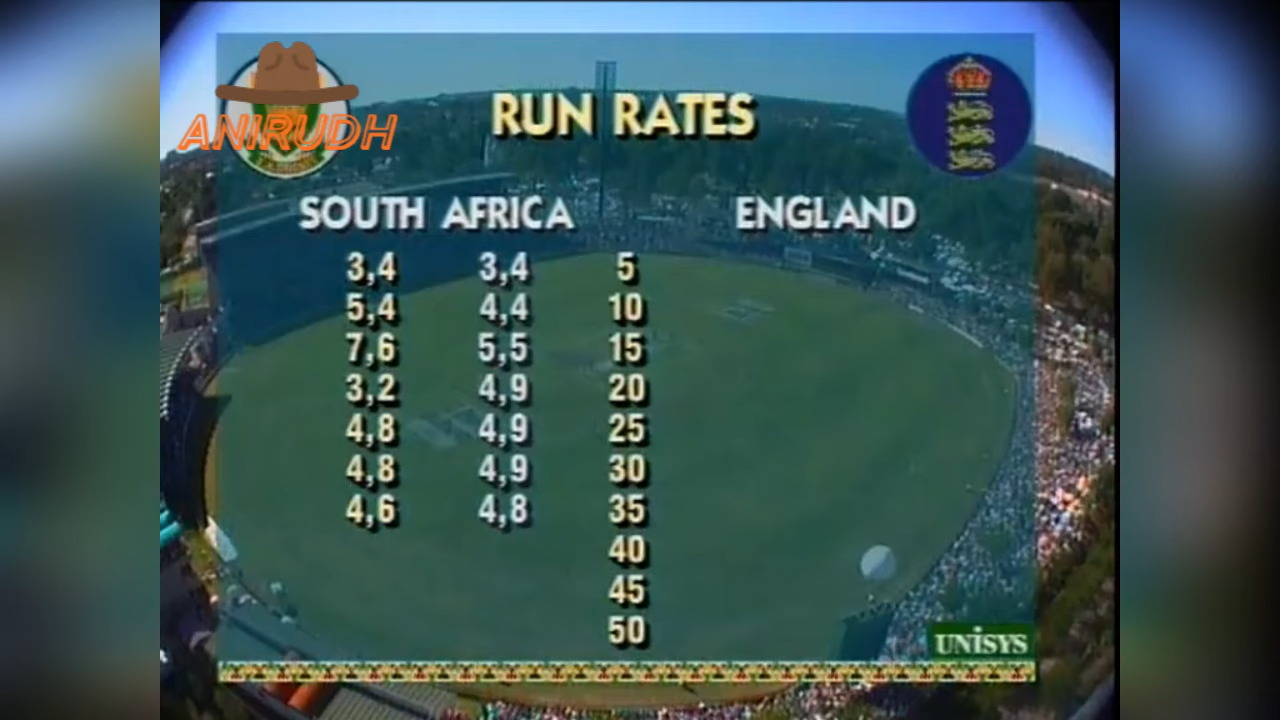 RUN RATES
ANIRUDH
SOUTH AFRICA ENGLAND
3,4 3,4 5
5,4 4,4 10
7,6 5,5 15
3,2 4,9 20
4,8 4,9 25
4,8 4,9 30
4,6 4,8 35
40
45
50
UNISYS